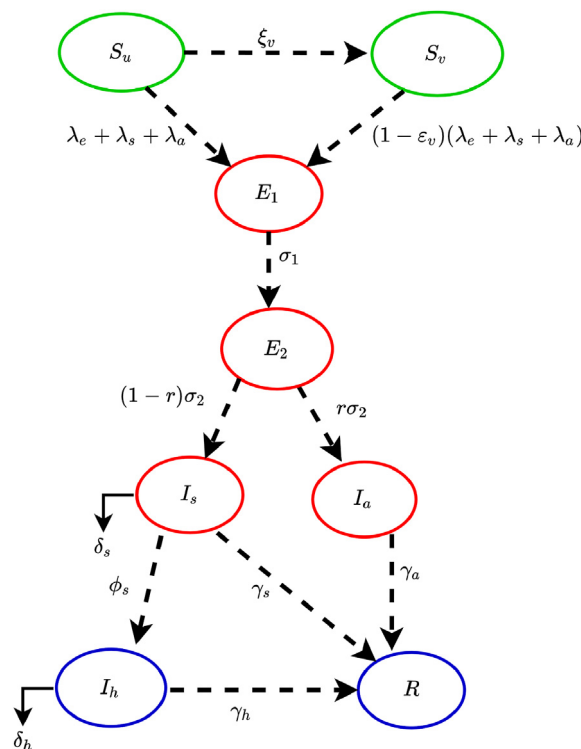 ξ_v
S_u
S_v
λ_e + λ_s + λ_a
(1 − ε_v)(λ_e + λ_s + λ_a)
E_1
σ_1
E_2
(1 − r)σ_2
rσ_2
I_s
I_a
δ_s
ϕ_s
γ_s
γ_a
I_h
R
γ_h
δ_h